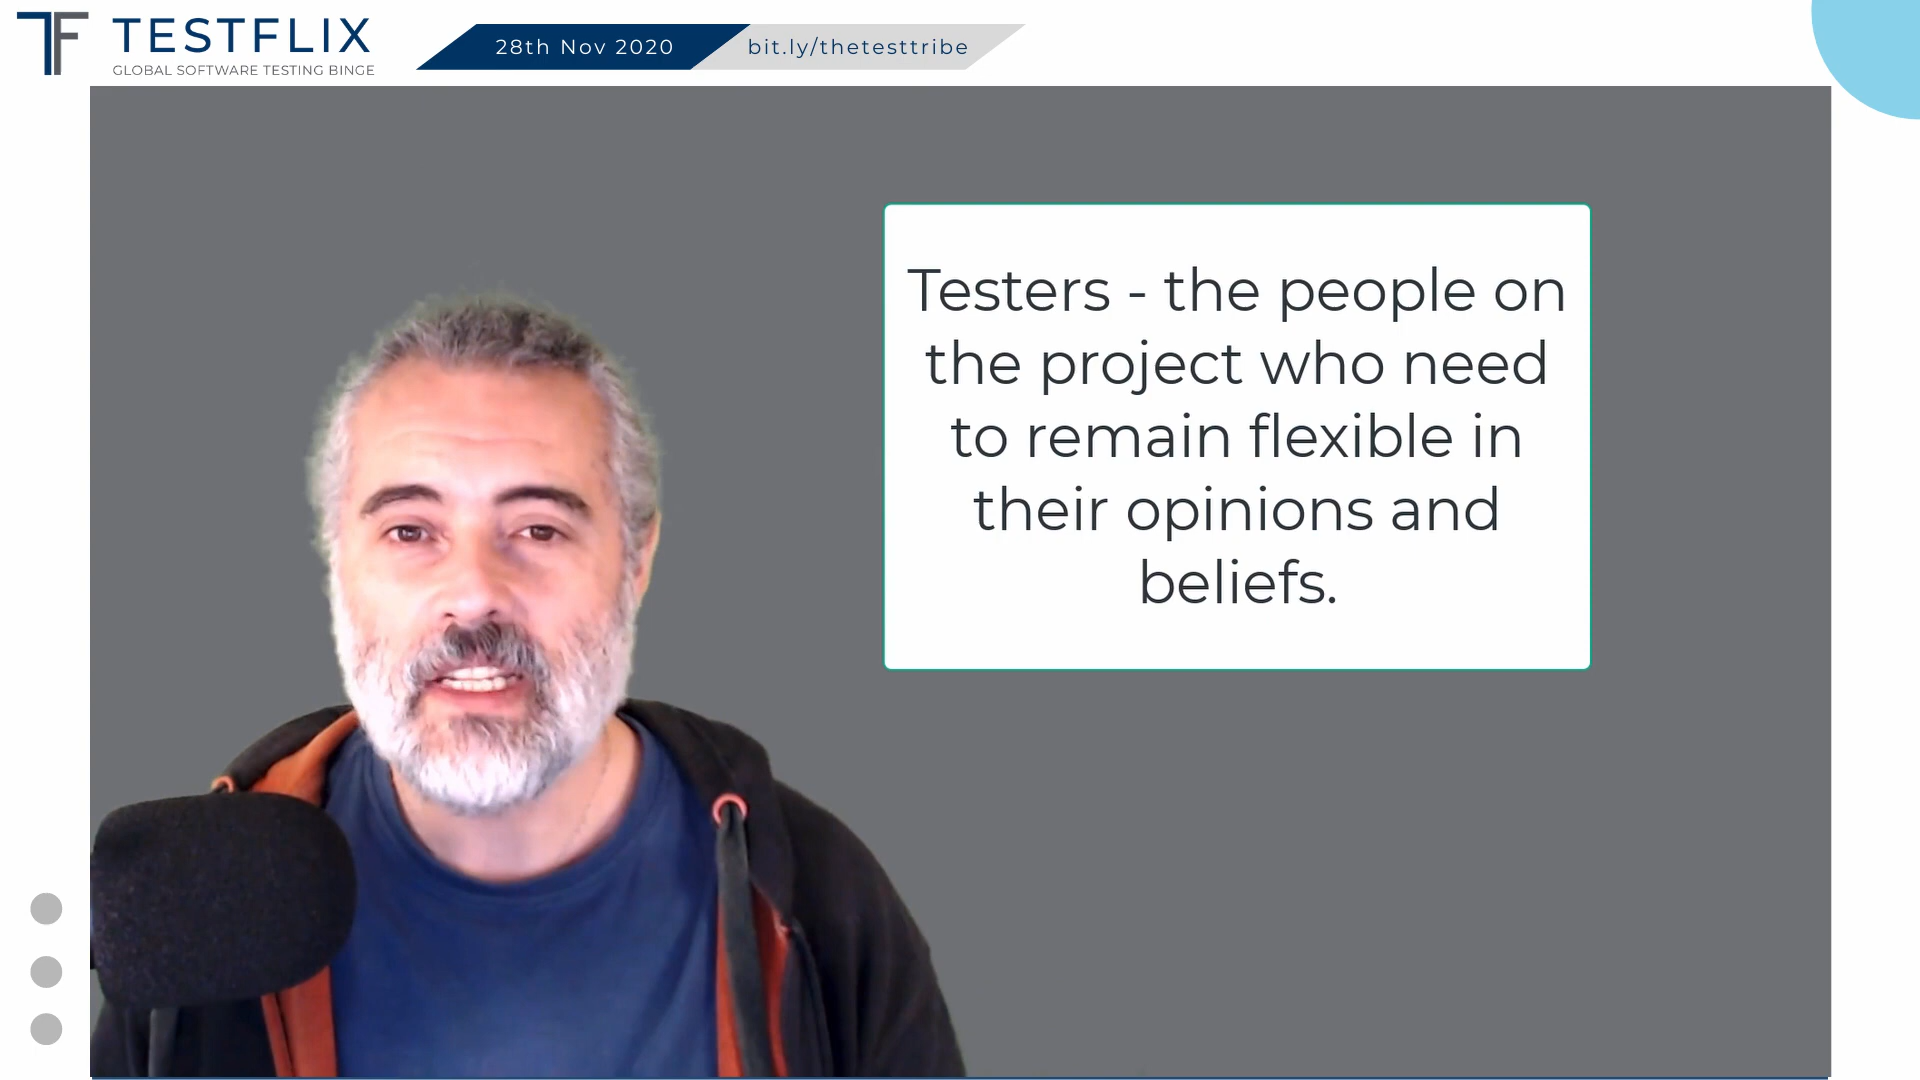 TF
TESTFLIX
GLOBAL SOFTWARE TESTING BINGE
28th Nov 2020
bit.ly/thetesttribe
Testers - the people on
the project who need
to remain flexible in
their opinions and
beliefs.